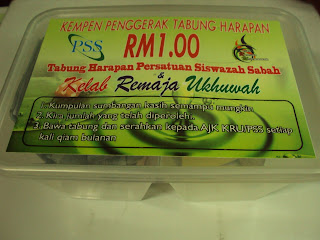 KEMPEN PENGGERAK TABUNG HARAPAN
PSS
RM1.00
Tabung Harapan Persatuan Siswazah Sabah
&
Kelab Remaja Ukhuwah
1. Kumpulan sumbangan kasih semampu mungkin.
2. Kira jumlah yang telah diperoleh.
3. Bawa tabung dan serahkan kepada AJK KRU/PSS setiap
kali qiam bulanan